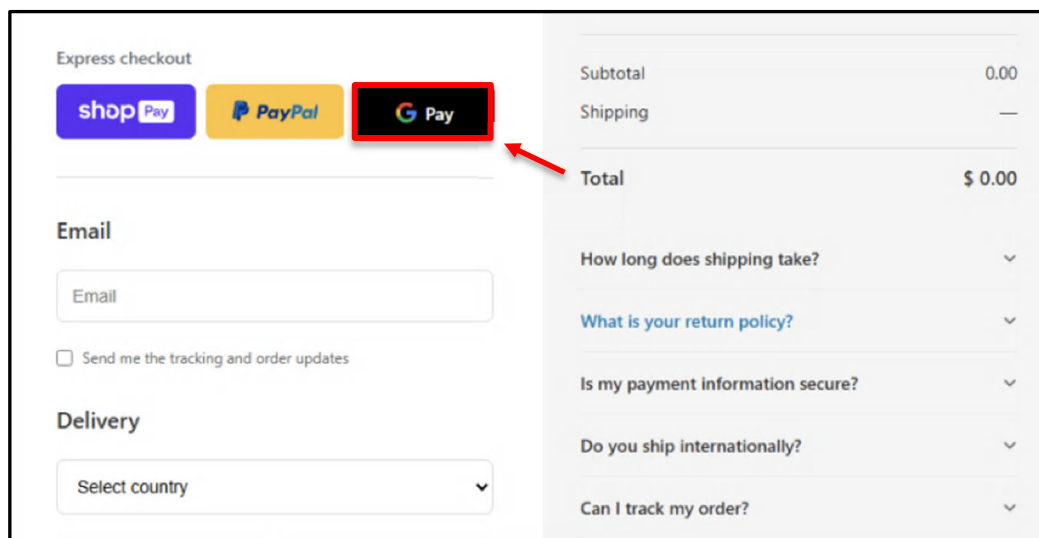 Express checkout
shop Pay
PayPal
G Pay
Email
Email
Send me the tracking and order updates
Delivery
Select country
Subtotal 0.00
Shipping —
Total $ 0.00
How long does shipping take?
What is your return policy?
Is my payment information secure?
Do you ship internationally?
Can I track my order?